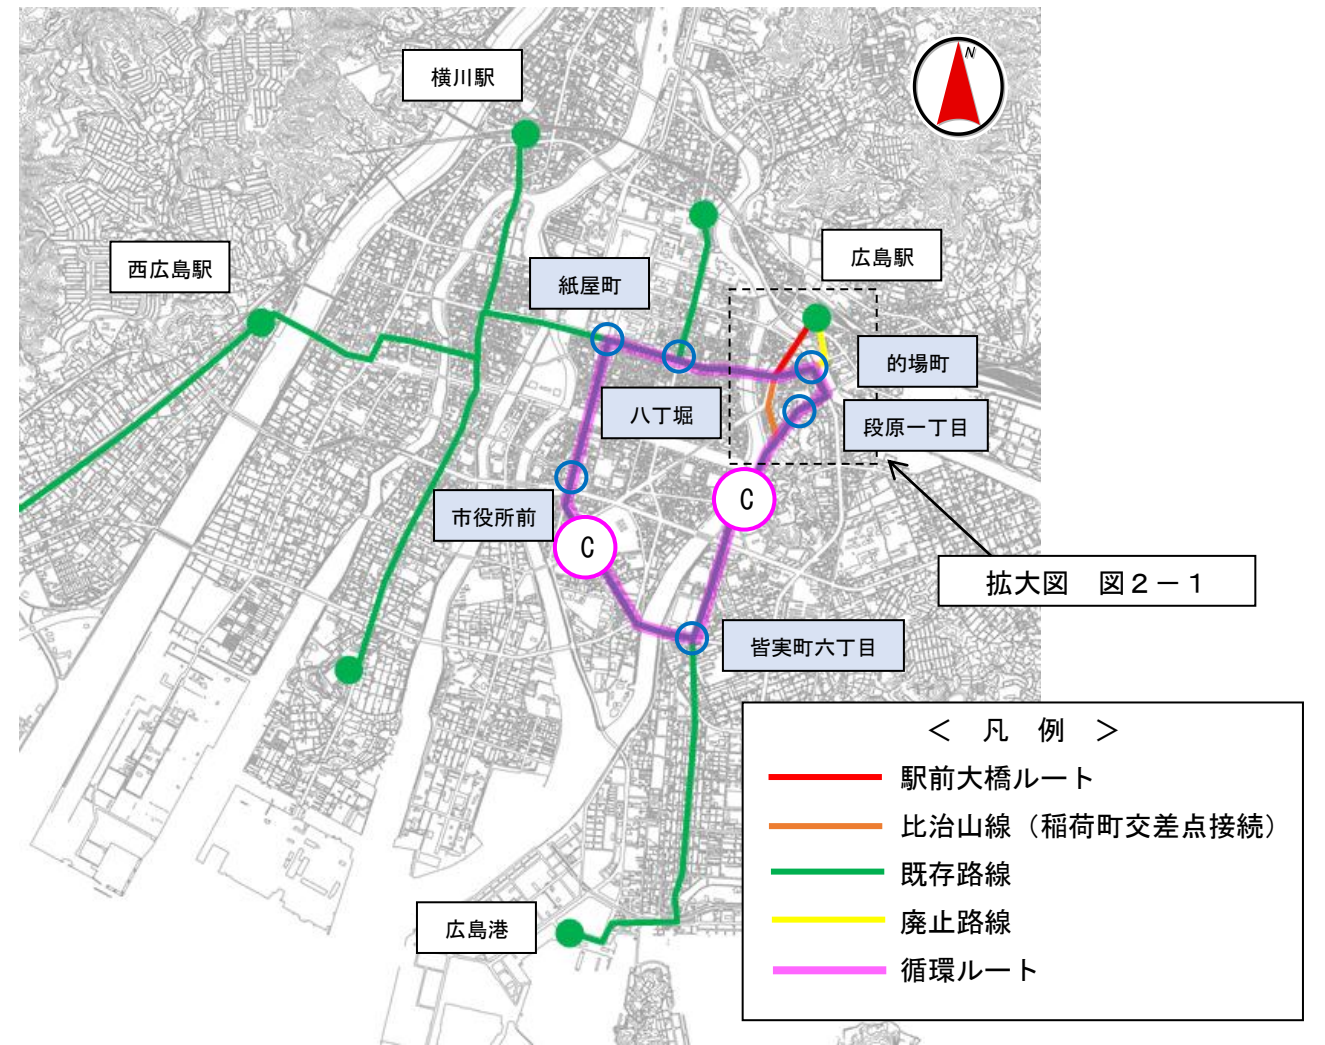 N
横川駅
西広島駅
広島駅
紙屋町
的場町
八丁堀
段原一丁目
市役所前
C
C
拡大図　図２－１
皆実町六丁目
広島港
＜　凡　例　＞
駅前大橋ルート
比治山線（稲荷町交差点接続）
既存路線
廃止路線
循環ルート